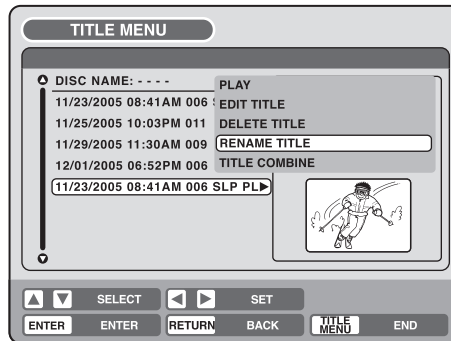 TITLE MENU
DISC NAME: - - - -
11/23/2005 08:41AM 006
11/25/2005 10:03PM 011
11/29/2005 11:30AM 009
12/01/2005 06:52PM 006
11/23/2005 08:41AM 006 SLP PL▶
PLAY
EDIT TITLE
DELETE TITLE
RENAME TITLE
TITLE COMBINE
SELECT SET
ENTER ENTER RETURN BACK TITLE MENU END